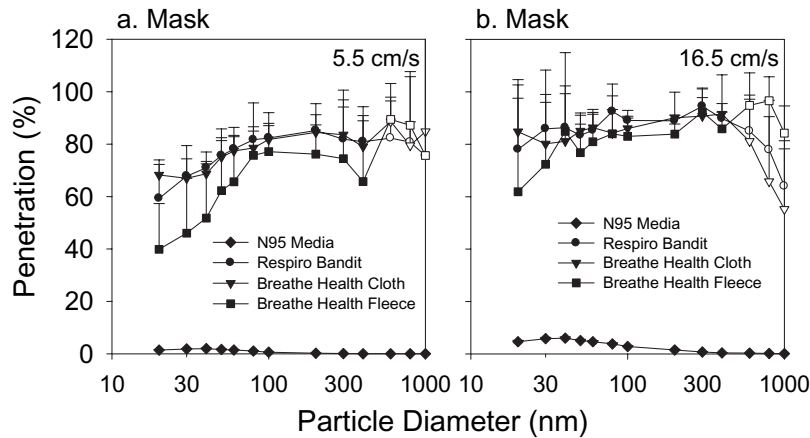 a. Mask
b. Mask
Penetration (%)
120
100
80
60
40
20
0
5.5 cm/s
N95 Media
Respiro Bandit
Breathe Health Cloth
Breathe Health Fleece
10
30
100
300
1000
16.5 cm/s
N95 Media
Respiro Bandit
Breathe Health Cloth
Breathe Health Fleece
10
30
100
300
1000
Particle Diameter (nm)